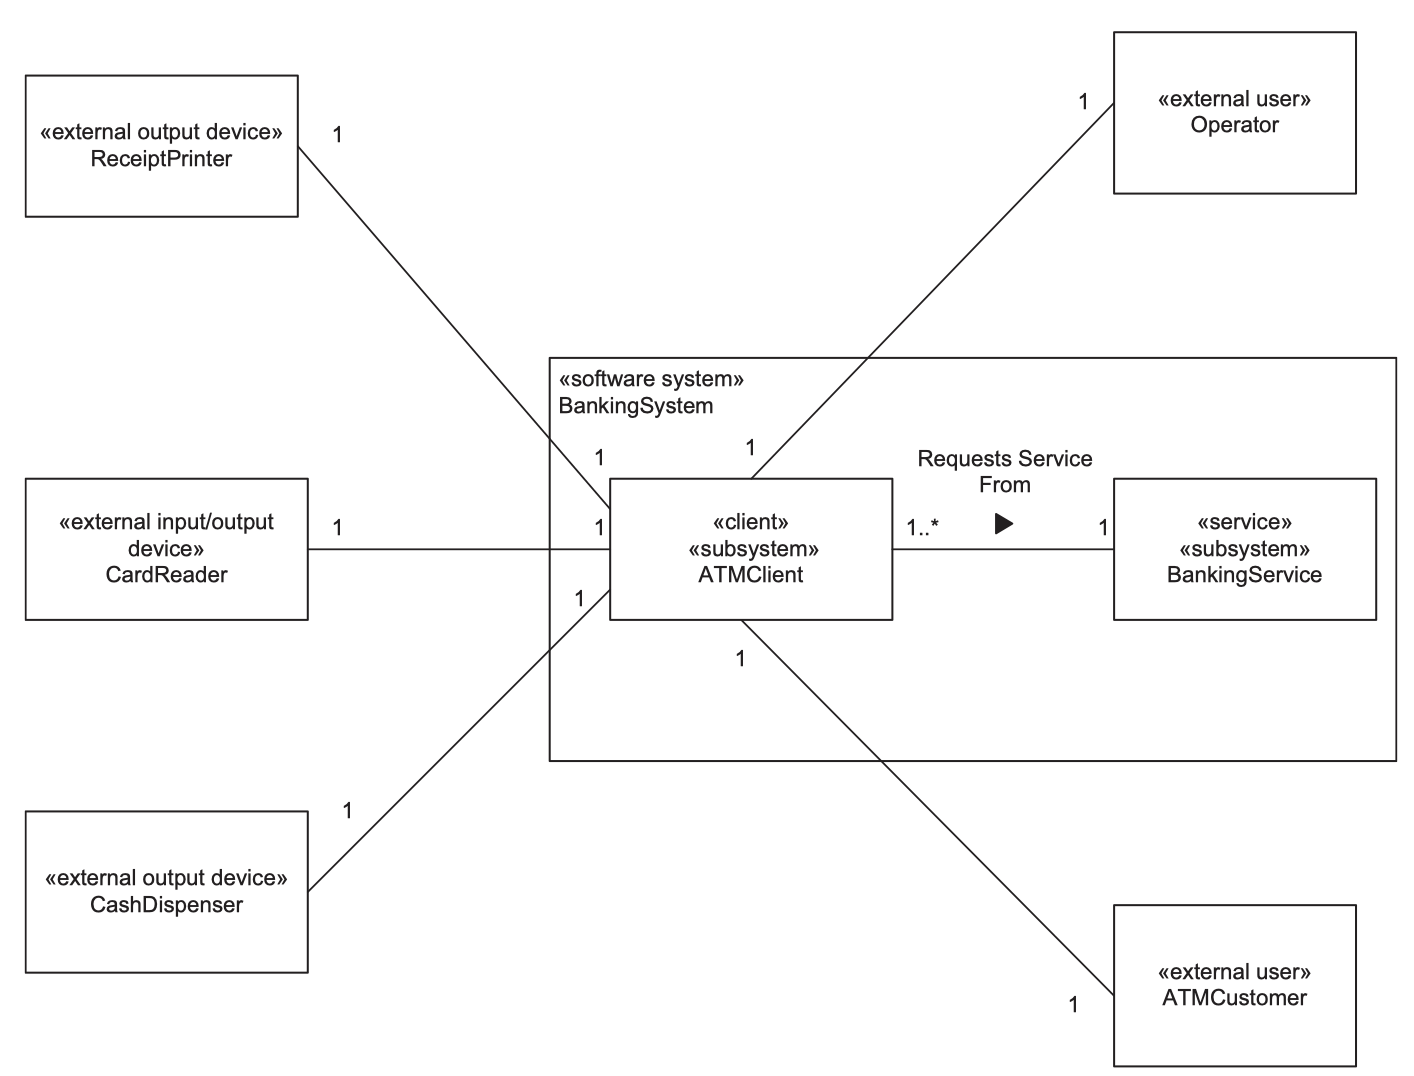 «external output device»
ReceiptPrinter
1
1
«external user»
Operator
«software system»
BankingSystem
1
1
Requests Service
From
«external input/output
device»
CardReader
1
1
«client»
«subsystem»
ATMClient
1..*
1
«service»
«subsystem»
BankingService
1
1
1
«external output device»
CashDispenser
1
«external user»
ATMCustomer